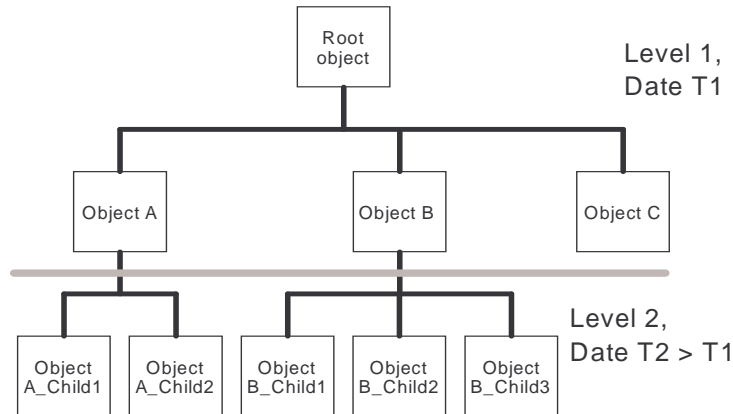 Root
object
Level 1,
Date T1
Object A
Object B
Object C
Level 2,
Date T2 > T1
Object
A_Child1
Object
A_Child2
Object
B_Child1
Object
B_Child2
Object
B_Child3